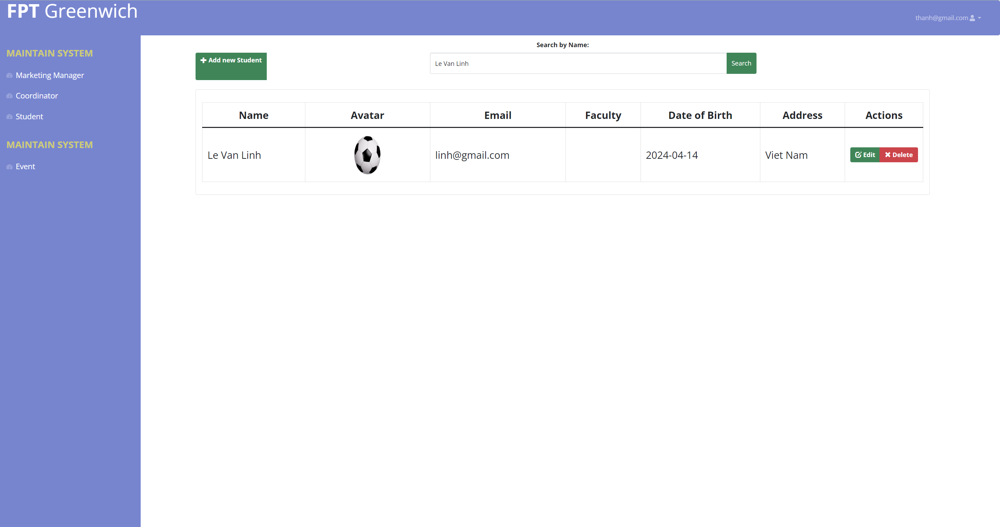 FPT Greenwich
thanh@gmail.com
MAINTAIN SYSTEM
Marketing Manager
Coordinator
Student
MAINTAIN SYSTEM
Event
Search by Name:
Add new Student
Le Van Linh
Search
Name Avatar Email Faculty Date of Birth Address Actions
Le Van Linh linh@gmail.com 2024-04-14 Viet Nam Edit Delete